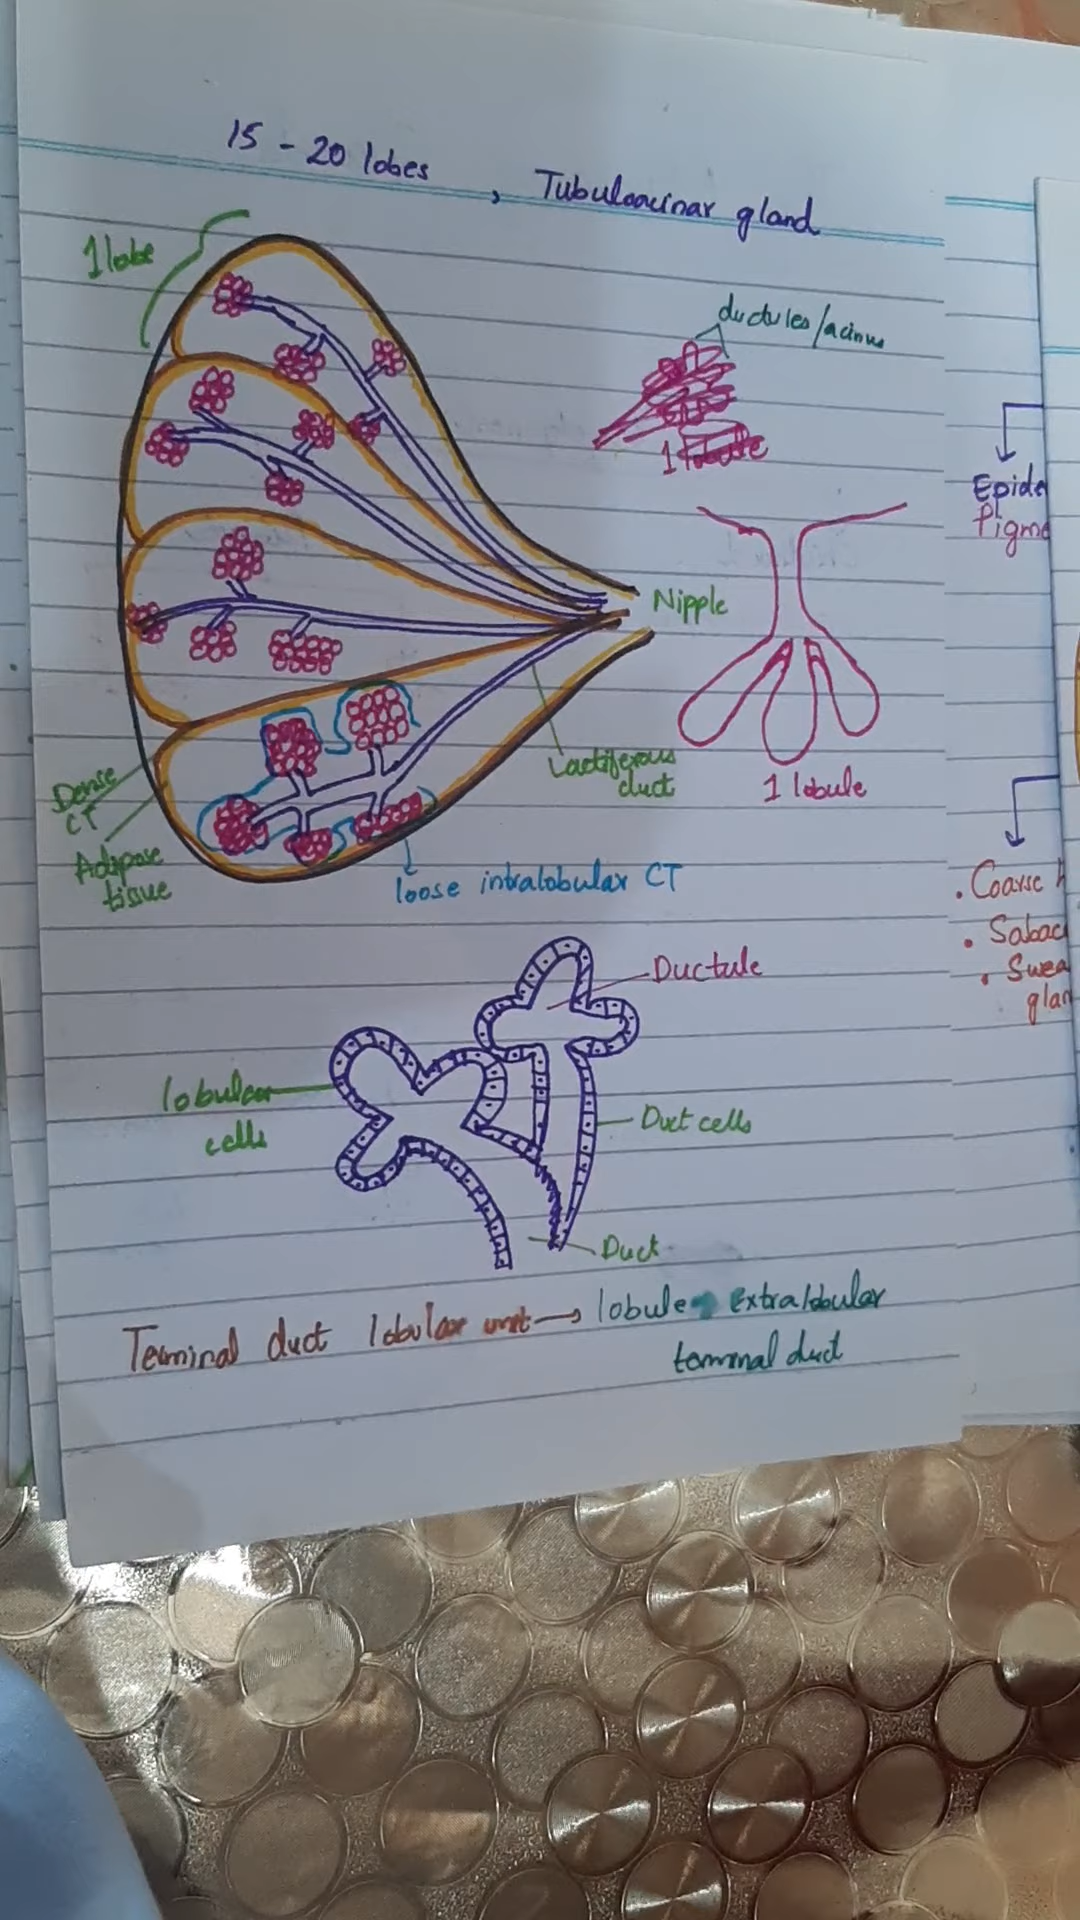 15 - 20 lobes , Tubuloacinar gland
1 lobe
ductules/acinus
1
Epide
Pigme
Nipple
Lactiferous
duct
1 lobule
Dense
CT
Adipose
tissue
loose intralobular CT
. Coarse h
. Sabac
. Swea
glan
Ductule
lobular
cells
Duct cells
Duct
Terminal duct lobular unit → lobule extralobular
terminal duct